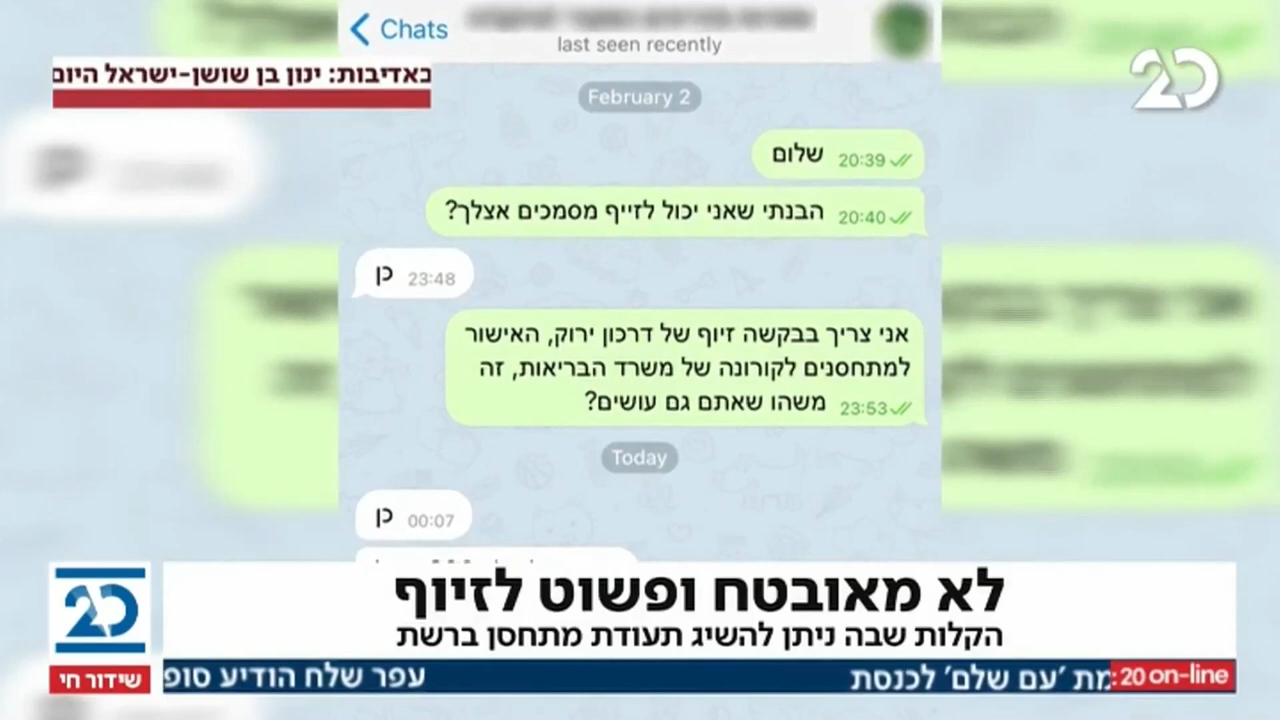 Chats
last seen recently
באדיבות: ינון בן שושן-ישראל היום
20
February 2
שלום 20:39
הבנתי שאני יכול לזייף מסמכים אצלך? 20:40
כן 23:48
אני צריך בבקשה זיוף של דרכון ירוק, האישור
למתחסנים לקורונה של משרד הבריאות, זה
משהו שאתם גם עושים? 23:53
Today
כן 00:07
לא מאובטח ופשוט לזיוף
הקלות שבה ניתן להשיג תעודת מתחסן ברשת
20
שידור חי
20 on-line:
מת 'עם שלם' לכנסת
עפר שלח הודיע סופ